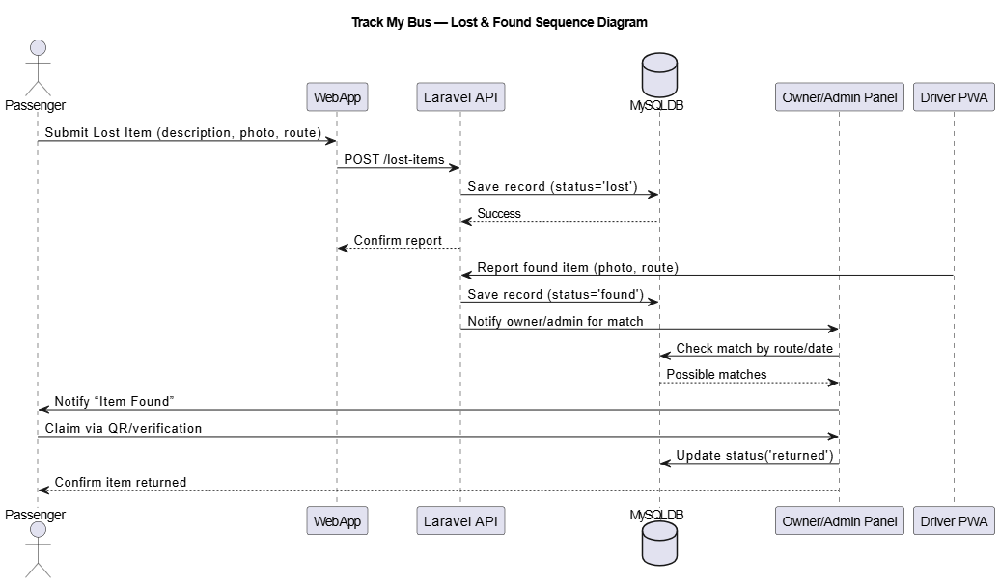 Track My Bus — Lost & Found Sequence Diagram
Passenger
WebApp
Laravel API
MySQLDB
Owner/Admin Panel
Driver PWA
Submit Lost Item (description, photo, route)
POST /lost-items
Save record (status='lost')
Success
Confirm report
Report found item (photo, route)
Save record (status='found')
Notify owner/admin for match
Check match by route/date
Possible matches
Notify “Item Found”
Claim via QR/verification
Update status('returned')
Confirm item returned
Passenger
WebApp
Laravel API
MySQLDB
Owner/Admin Panel
Driver PWA